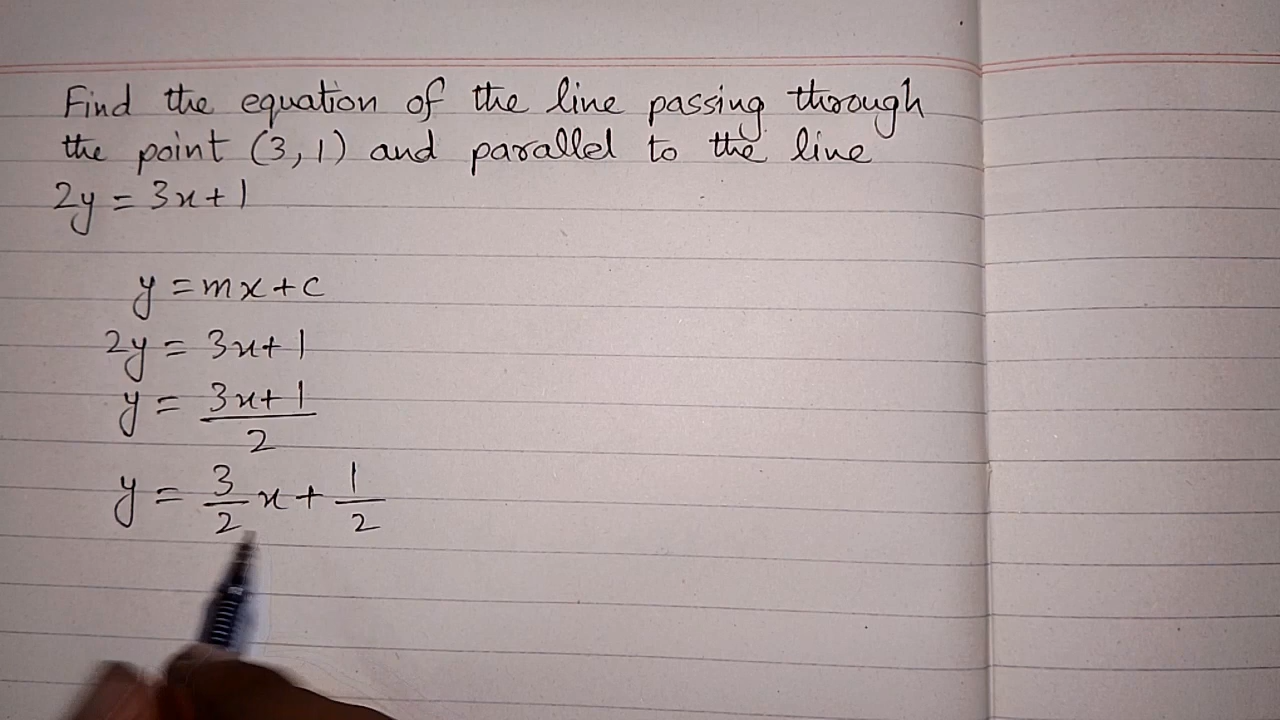 Find the equation of the line passing through
the point (3, 1) and parallel to the line
2y = 3x + 1
y = mx + c
2y = 3x + 1
y = (3x + 1)/2
y = 3/2 x + 1/2